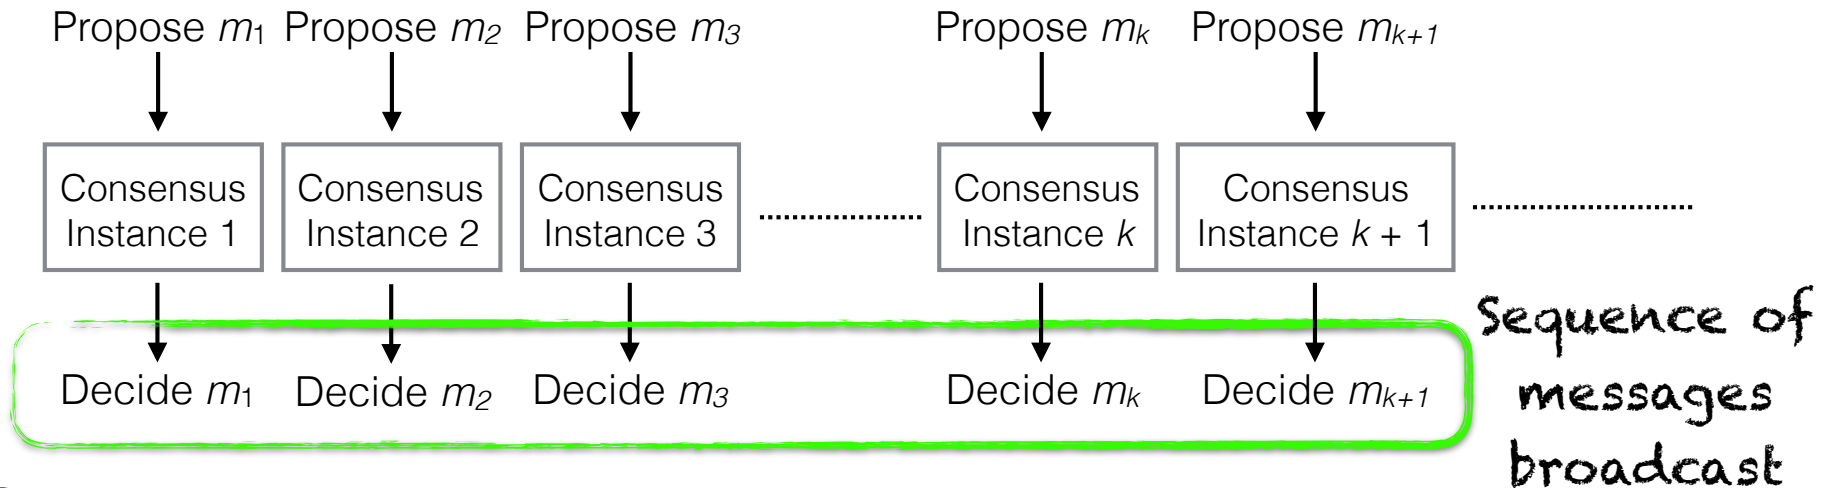 Propose m1 Propose m2 Propose m3 Propose mk Propose mk+1
Consensus Instance 1
Consensus Instance 2
Consensus Instance 3
Consensus Instance k
Consensus Instance k + 1
Decide m1 Decide m2 Decide m3 Decide mk Decide mk+1
Sequence of
messages
broadcast